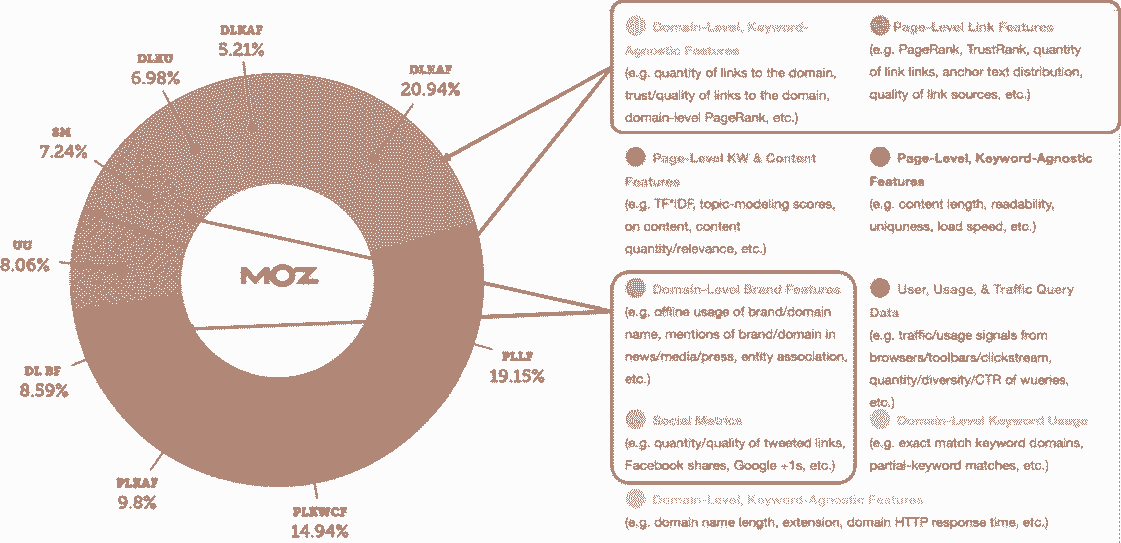 DLKAF
5.21%
DLKU
6.98%
DLKAF
20.94%
SM
7.24%
UU
8.06%
MOZ
DL BF
8.59%
PLLF
19.15%
PLKAF
9.8%
PLKWCF
14.94%
Domain-Level, Keyword-
Agnostic Features
(e.g. quantity of links to the domain,
trust/quality of links to the domain,
domain-level PageRank, etc.)
Page-Level Link Features
(e.g. PageRank, TrustRank, quantity
of link links, anchor text distribution,
quality of link sources, etc.)
Page-Level KW & Content
Features
(e.g. TF*IDF, topic-modeling scores,
on content, content
quantity/relevance, etc.)
Page-Level, Keyword-Agnostic
Features
(e.g. content length, readability,
uniquness, load speed, etc.)
Domain-Level Brand Features
(e.g. offline usage of brand/domain
name, mentions of brand/domain in
news/media/press, entity association,
etc.)
User, Usage, & Traffic Query
Data
(e.g. traffic/usage signals from
browsers/toolbars/clickstream,
quantity/diversity/CTR of wueries,
etc.)
Social Metrics
(e.g. quantity/quality of tweeted links,
Facebook shares, Google +1s, etc.)
Domain-Level Keyword Usage
(e.g. exact match keyword domains,
partial-keyword matches, etc.)
Domain-Level, Keyword-Agnostic Features
(e.g. domain name length, extension, domain HTTP response time, etc.)